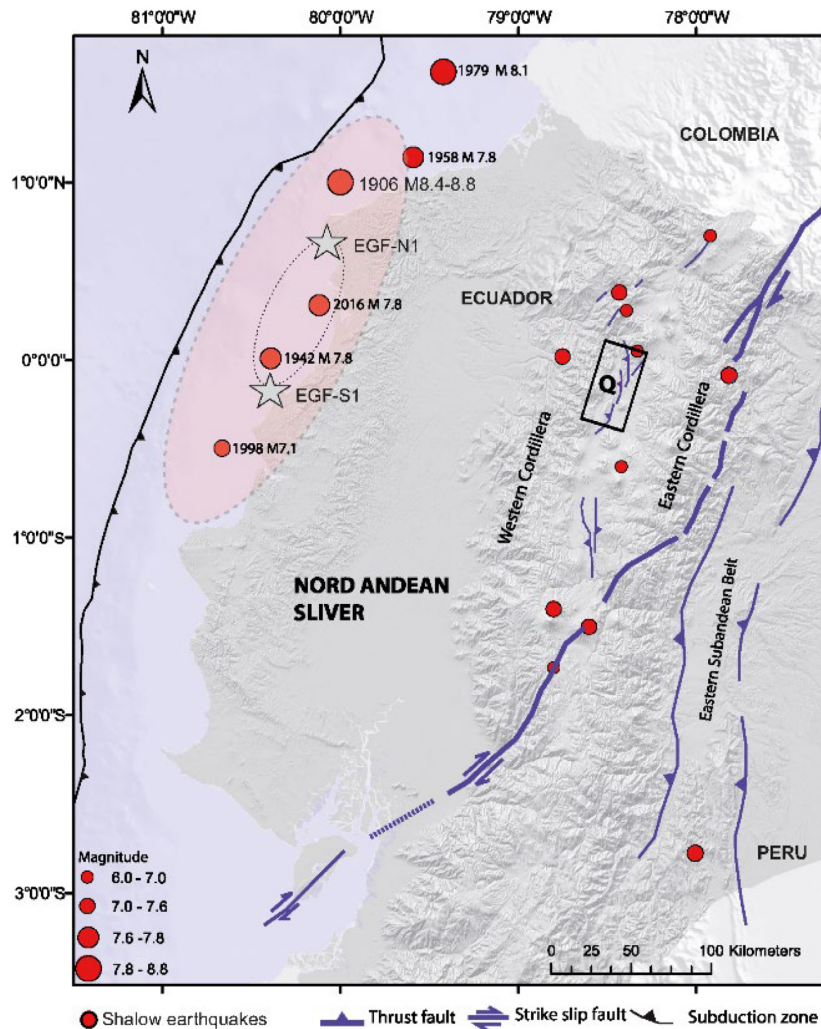 81°0'0"W 80°0'0"W 79°0'0"W 78°0'0"W
N
1979 M 8.1
COLOMBIA
1958 M 7.8
1°0'0"N
1906 M8.4-8.8
EGF-N1
ECUADOR
2016 M 7.8
0°0'0"
1942 M 7.8
Q
EGF-S1
1998 M7.1
Western Cordillera
Eastern Cordillera
1°0'0"S
NORD ANDEAN
SLIVER
Eastern Subandean Belt
2°0'0"S
Magnitude
6.0 - 7.0
7.0 - 7.6
7.6 -7.8
7.8 - 8.8
PERU
3°0'0"S
0 25 50 100 Kilometers
Shalow earthquakes
Thrust fault
Strike slip fault
Subduction zone